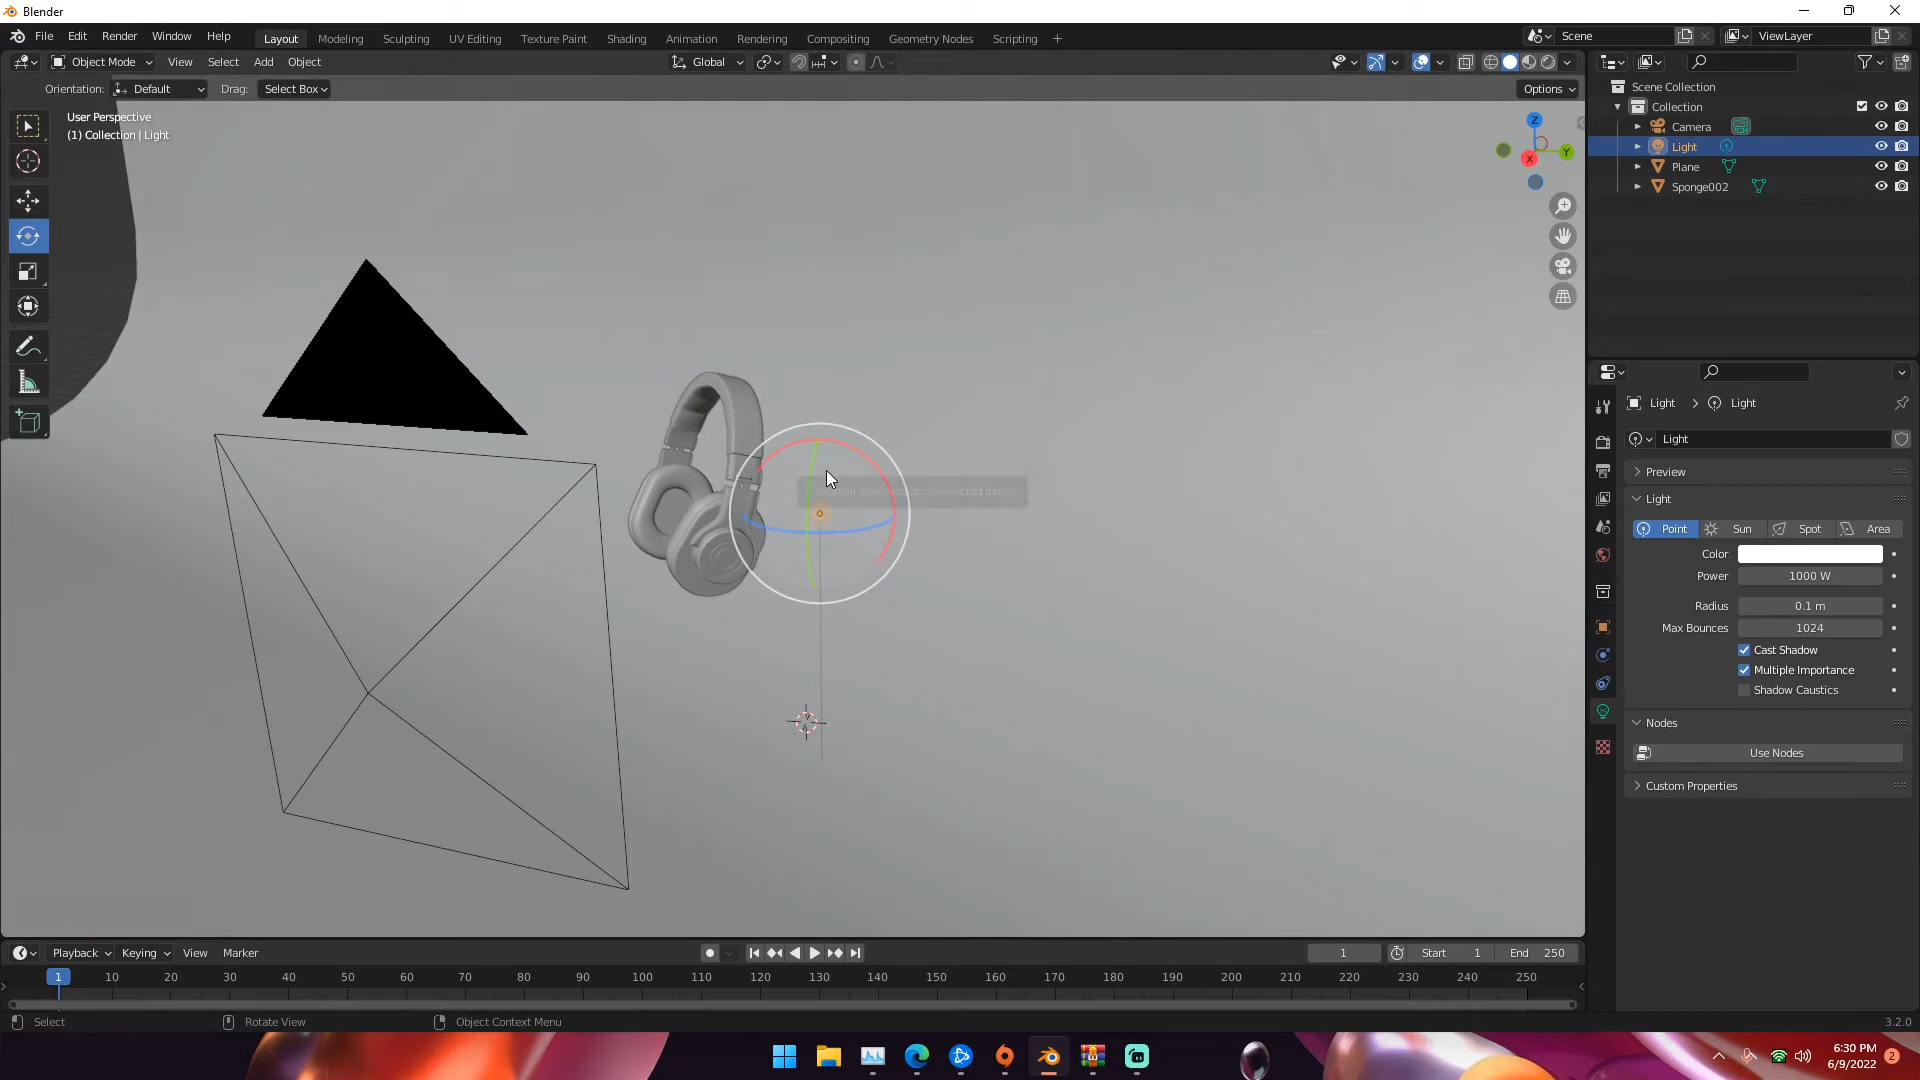 Blender
File Edit Render Window Help
Layout Modeling Sculpting UV Editing Texture Paint Shading Animation Rendering Compositing Geometry Nodes Scripting
Scene
ViewLayer
Object Mode View Select Add Object
Global
Orientation: Default Drag: Select Box
Options
User Perspective
(1) Collection | Light
Z
Y
X
Scene Collection
Collection
Camera
Light
Plane
Sponge002
Light > Light
Light
Preview
Light
Point Sun Spot Area
Color
Power 1000 W
Radius 0.1 m
Max Bounces 1024
Cast Shadow
Multiple Importance
Shadow Caustics
Nodes
Use Nodes
Custom Properties
Playback Keying View Marker
1
Start 1 End 250
1 10 20 30 40 50 60 70 80 90 100 110 120 130 140 150 160 170 180 190 200 210 220 230 240 250
Select Rotate View Object Context Menu
3.2.0
6:30 PM
6/9/2022
2